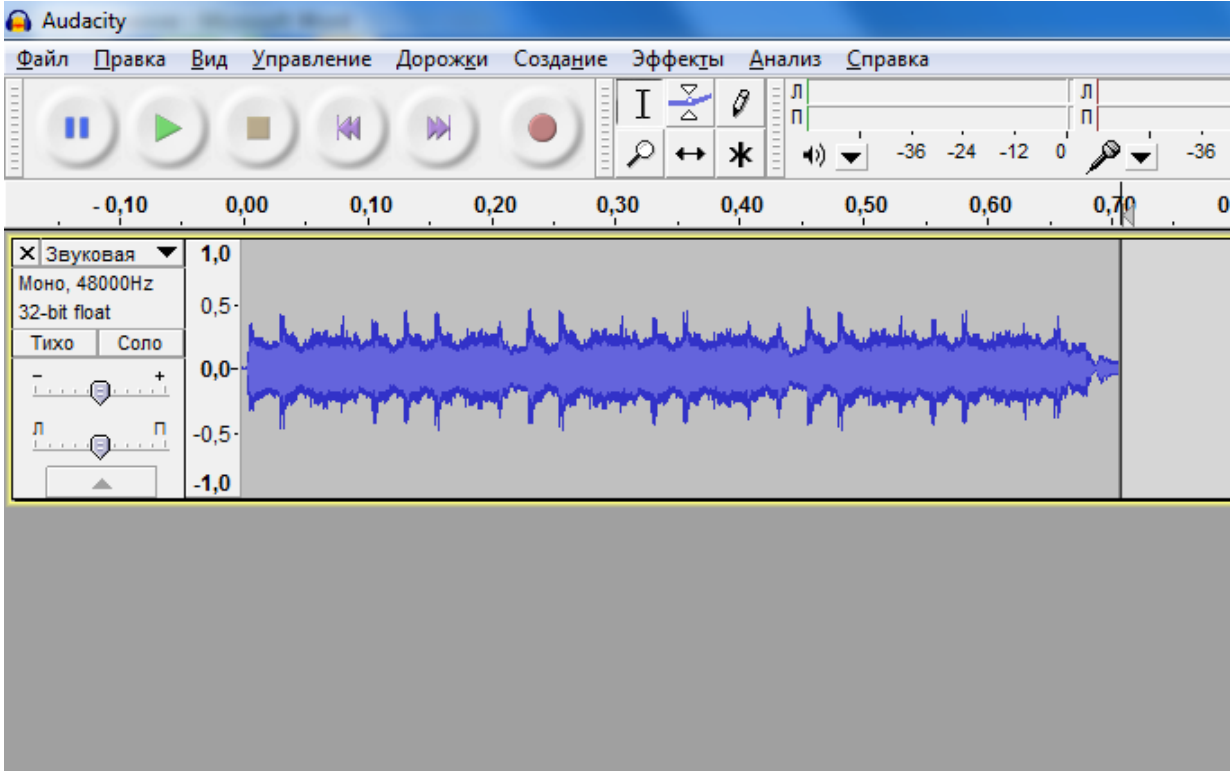 Audacity
Файл Правка Вид Управление Дорожки Создание Эффекты Анализ Справка
Л
П
-36 -24 -12 0
Л
П
-36
- 0,10 0,00 0,10 0,20 0,30 0,40 0,50 0,60 0,70 0
Звуковая
Моно, 48000Hz
32-bit float
Тихо Соло
- +
Л П
1,0
0,5
0,0
-0,5
-1,0